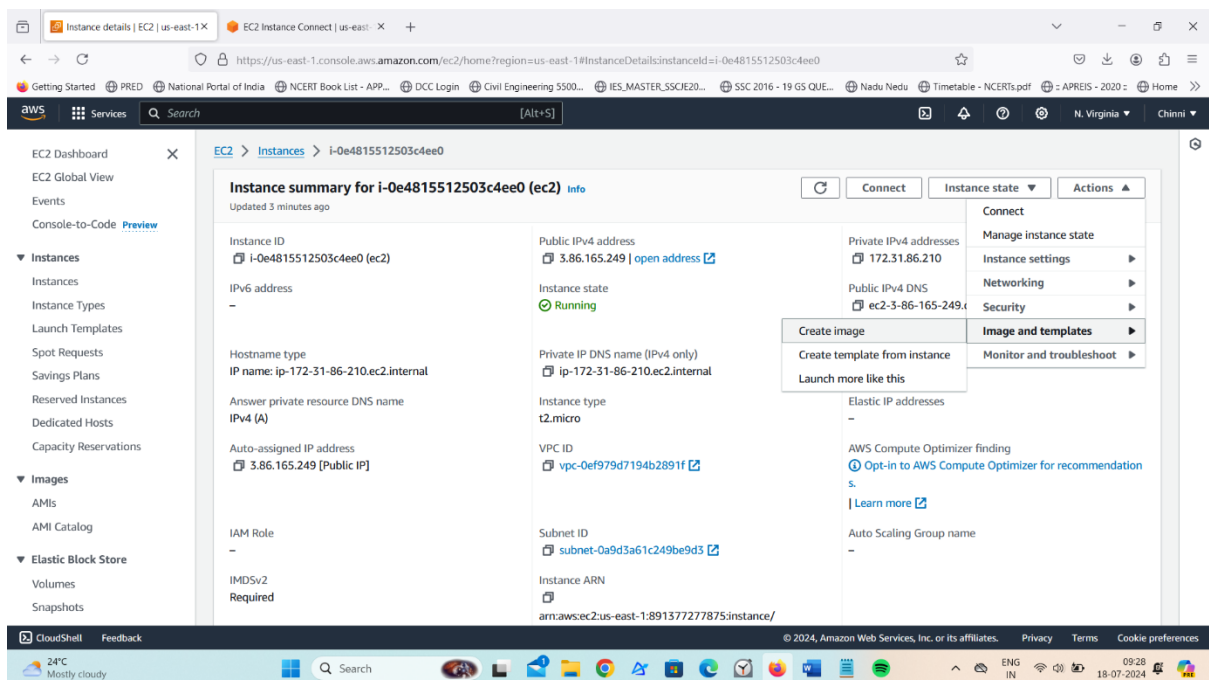 Instance details | EC2 | us-east-1
EC2 Instance Connect | us-east-
https://us-east-1.console.aws.amazon.com/ec2/home?region=us-east-1#InstanceDetails:instanceId=i-0e4815512503c4ee0
Getting Started PRED National Portal of India NCERT Book List - APP... DCC Login Civil Engineering 5500... IES_MASTER_SSCJE20... SSC 2016 - 19 GS QUE... Nadu Nedu Timetable - NCERTs.pdf :: APREIS - 2020 :: Home
aws Services Search [Alt+S] N. Virginia Chinni
EC2 Dashboard
EC2 Global View
Events
Console-to-Code Preview
Instances
Instances
Instance Types
Launch Templates
Spot Requests
Savings Plans
Reserved Instances
Dedicated Hosts
Capacity Reservations
Images
AMIs
AMI Catalog
Elastic Block Store
Volumes
Snapshots
EC2 > Instances > i-0e4815512503c4ee0
Instance summary for i-0e4815512503c4ee0 (ec2) Info
Updated 3 minutes ago
Connect Instance state Actions
Connect
Manage instance state
Instance settings
Networking
Security
Image and templates
Monitor and troubleshoot
Create image
Create template from instance
Launch more like this
Instance ID
i-0e4815512503c4ee0 (ec2)
Public IPv4 address
3.86.165.249 | open address
Private IPv4 addresses
172.31.86.210
IPv6 address
–
Instance state
Running
Public IPv4 DNS
ec2-3-86-165-249.
Hostname type
IP name: ip-172-31-86-210.ec2.internal
Private IP DNS name (IPv4 only)
ip-172-31-86-210.ec2.internal
Answer private resource DNS name
IPv4 (A)
Instance type
t2.micro
Elastic IP addresses
–
Auto-assigned IP address
3.86.165.249 [Public IP]
VPC ID
vpc-0ef979d7194b2891f
AWS Compute Optimizer finding
Opt-in to AWS Compute Optimizer for recommendation
s.
| Learn more
IAM Role
–
Subnet ID
subnet-0a9d3a61c249be9d3
Auto Scaling Group name
–
IMDSv2
Required
Instance ARN
arn:aws:ec2:us-east-1:891377277875:instance/
CloudShell Feedback © 2024, Amazon Web Services, Inc. or its affiliates. Privacy Terms Cookie preferences
24°C
Mostly cloudy
Search
ENG
IN
09:28
18-07-2024